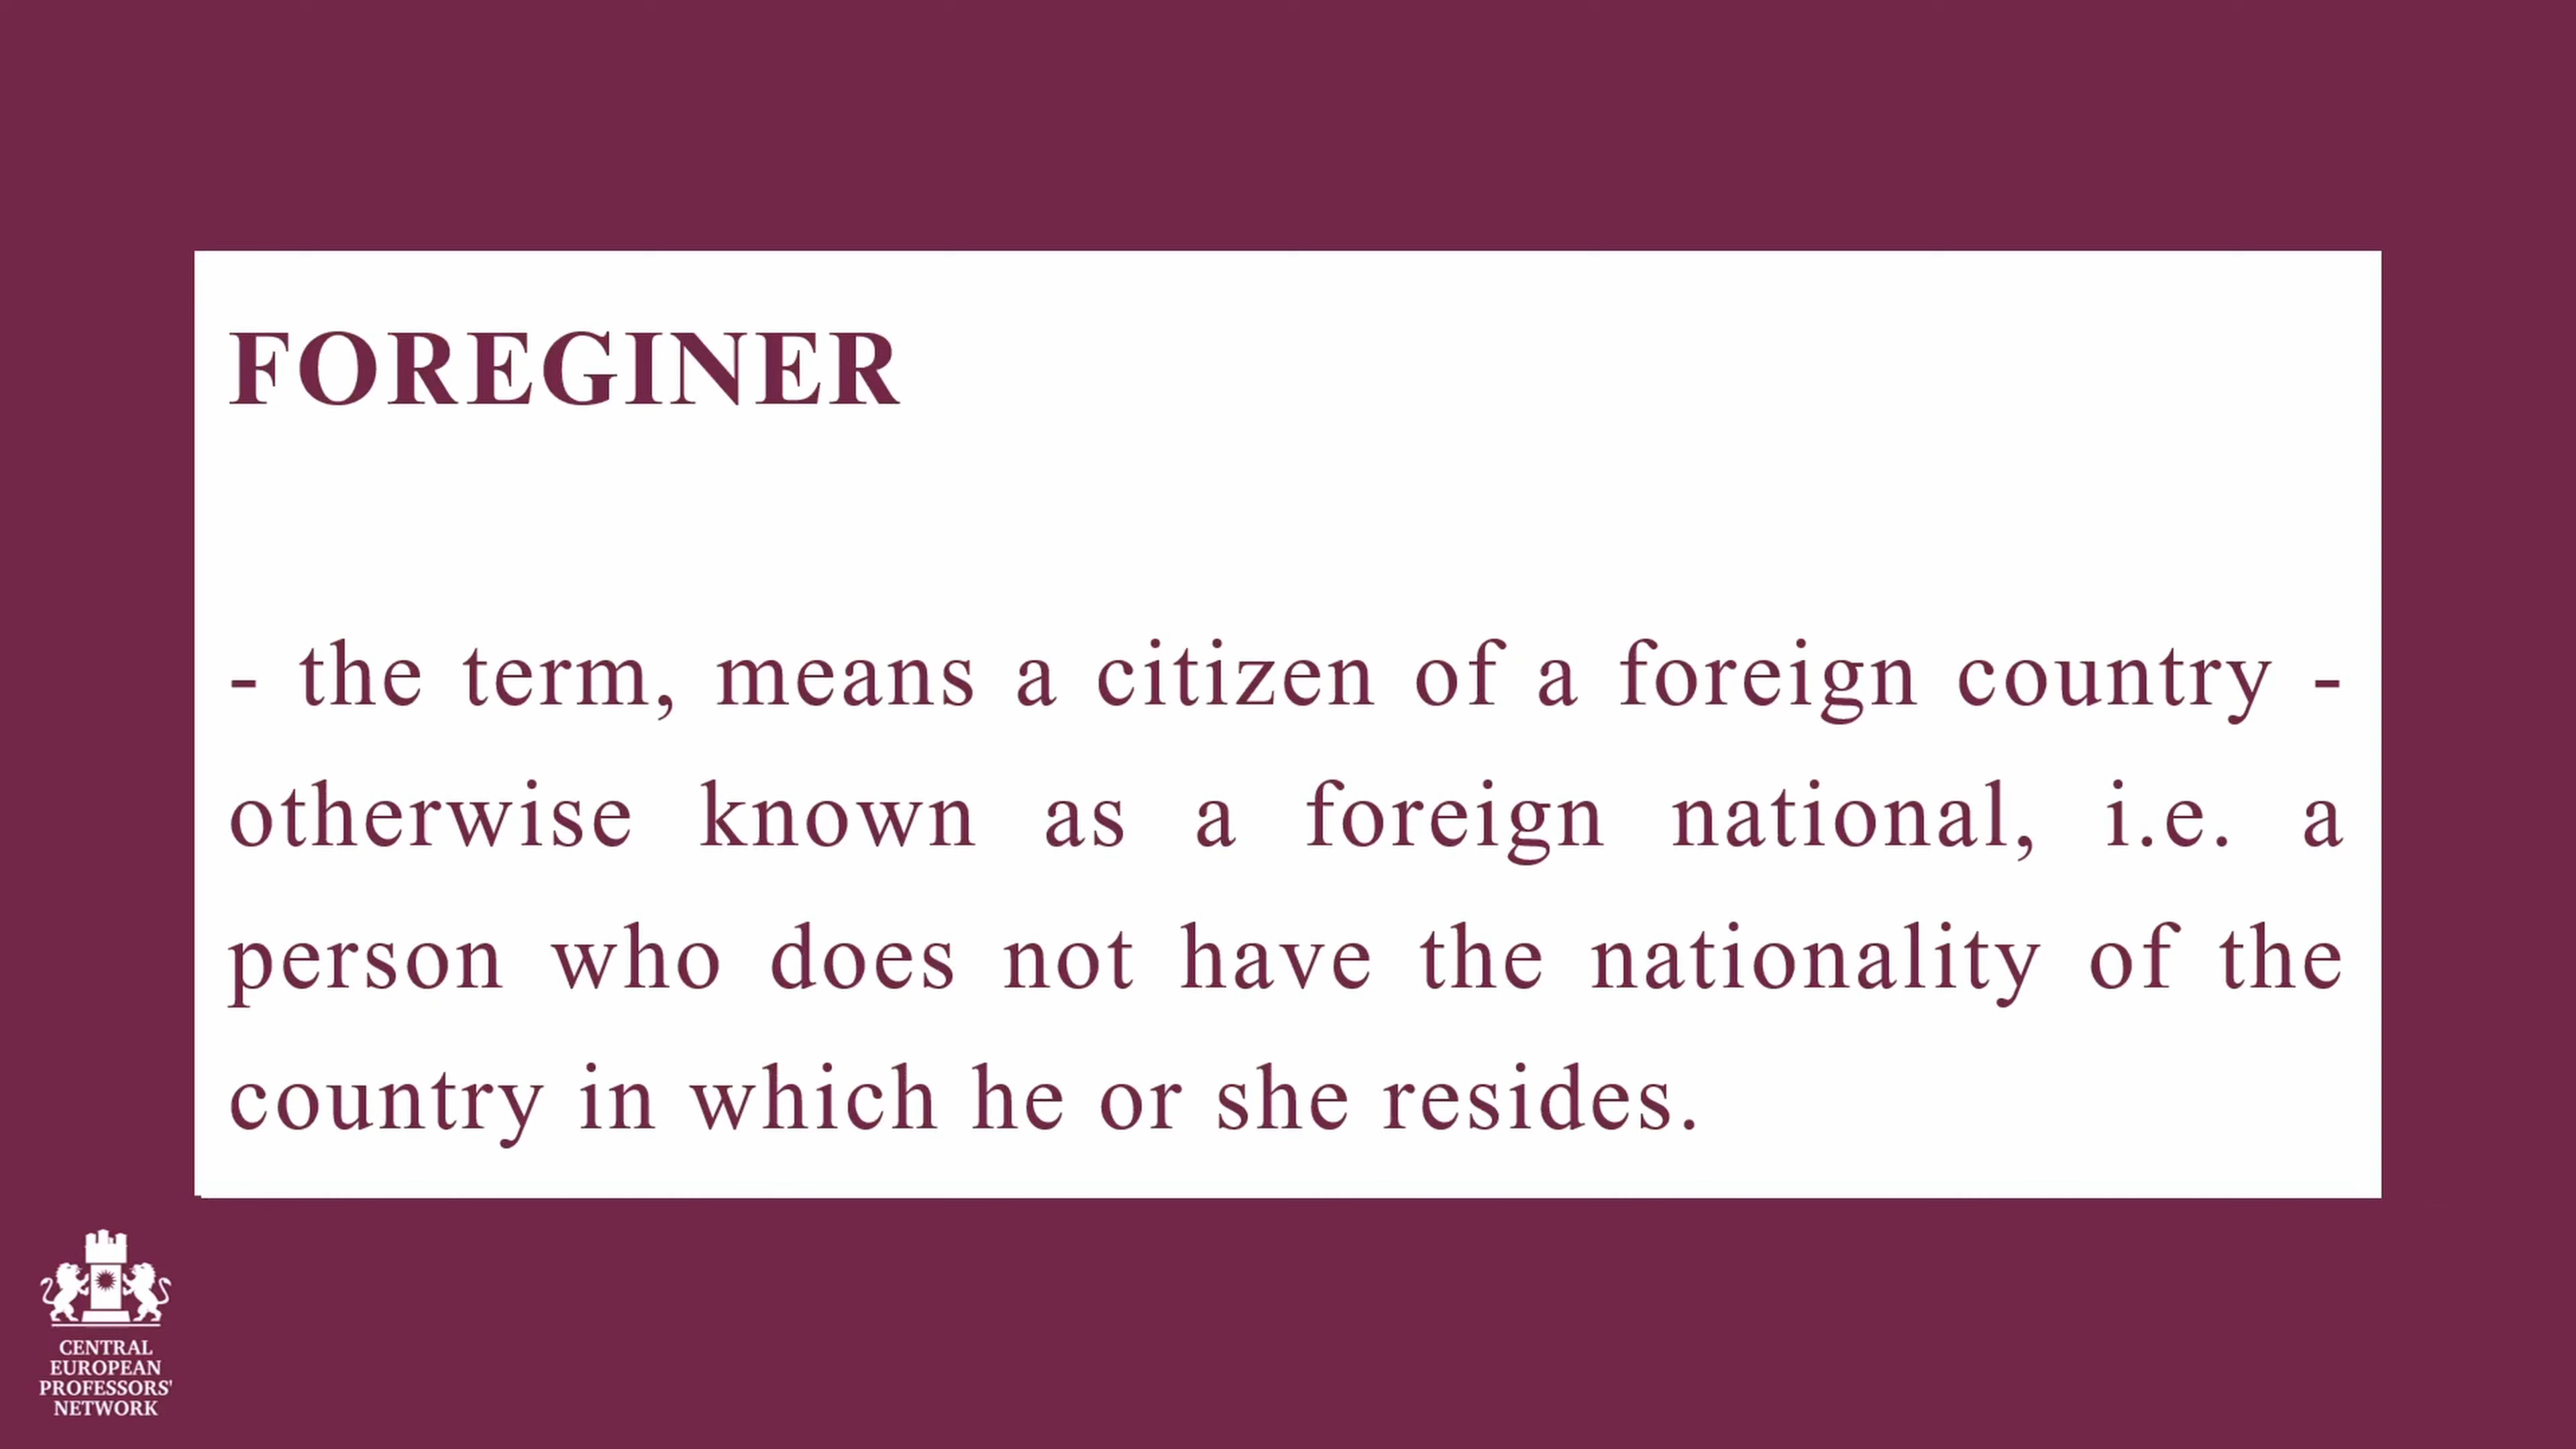 FOREGINER
- the term, means a citizen of a foreign country -
otherwise known as a foreign national, i.e. a
person who does not have the nationality of the
country in which he or she resides.
CENTRAL
EUROPEAN
PROFESSORS'
NETWORK